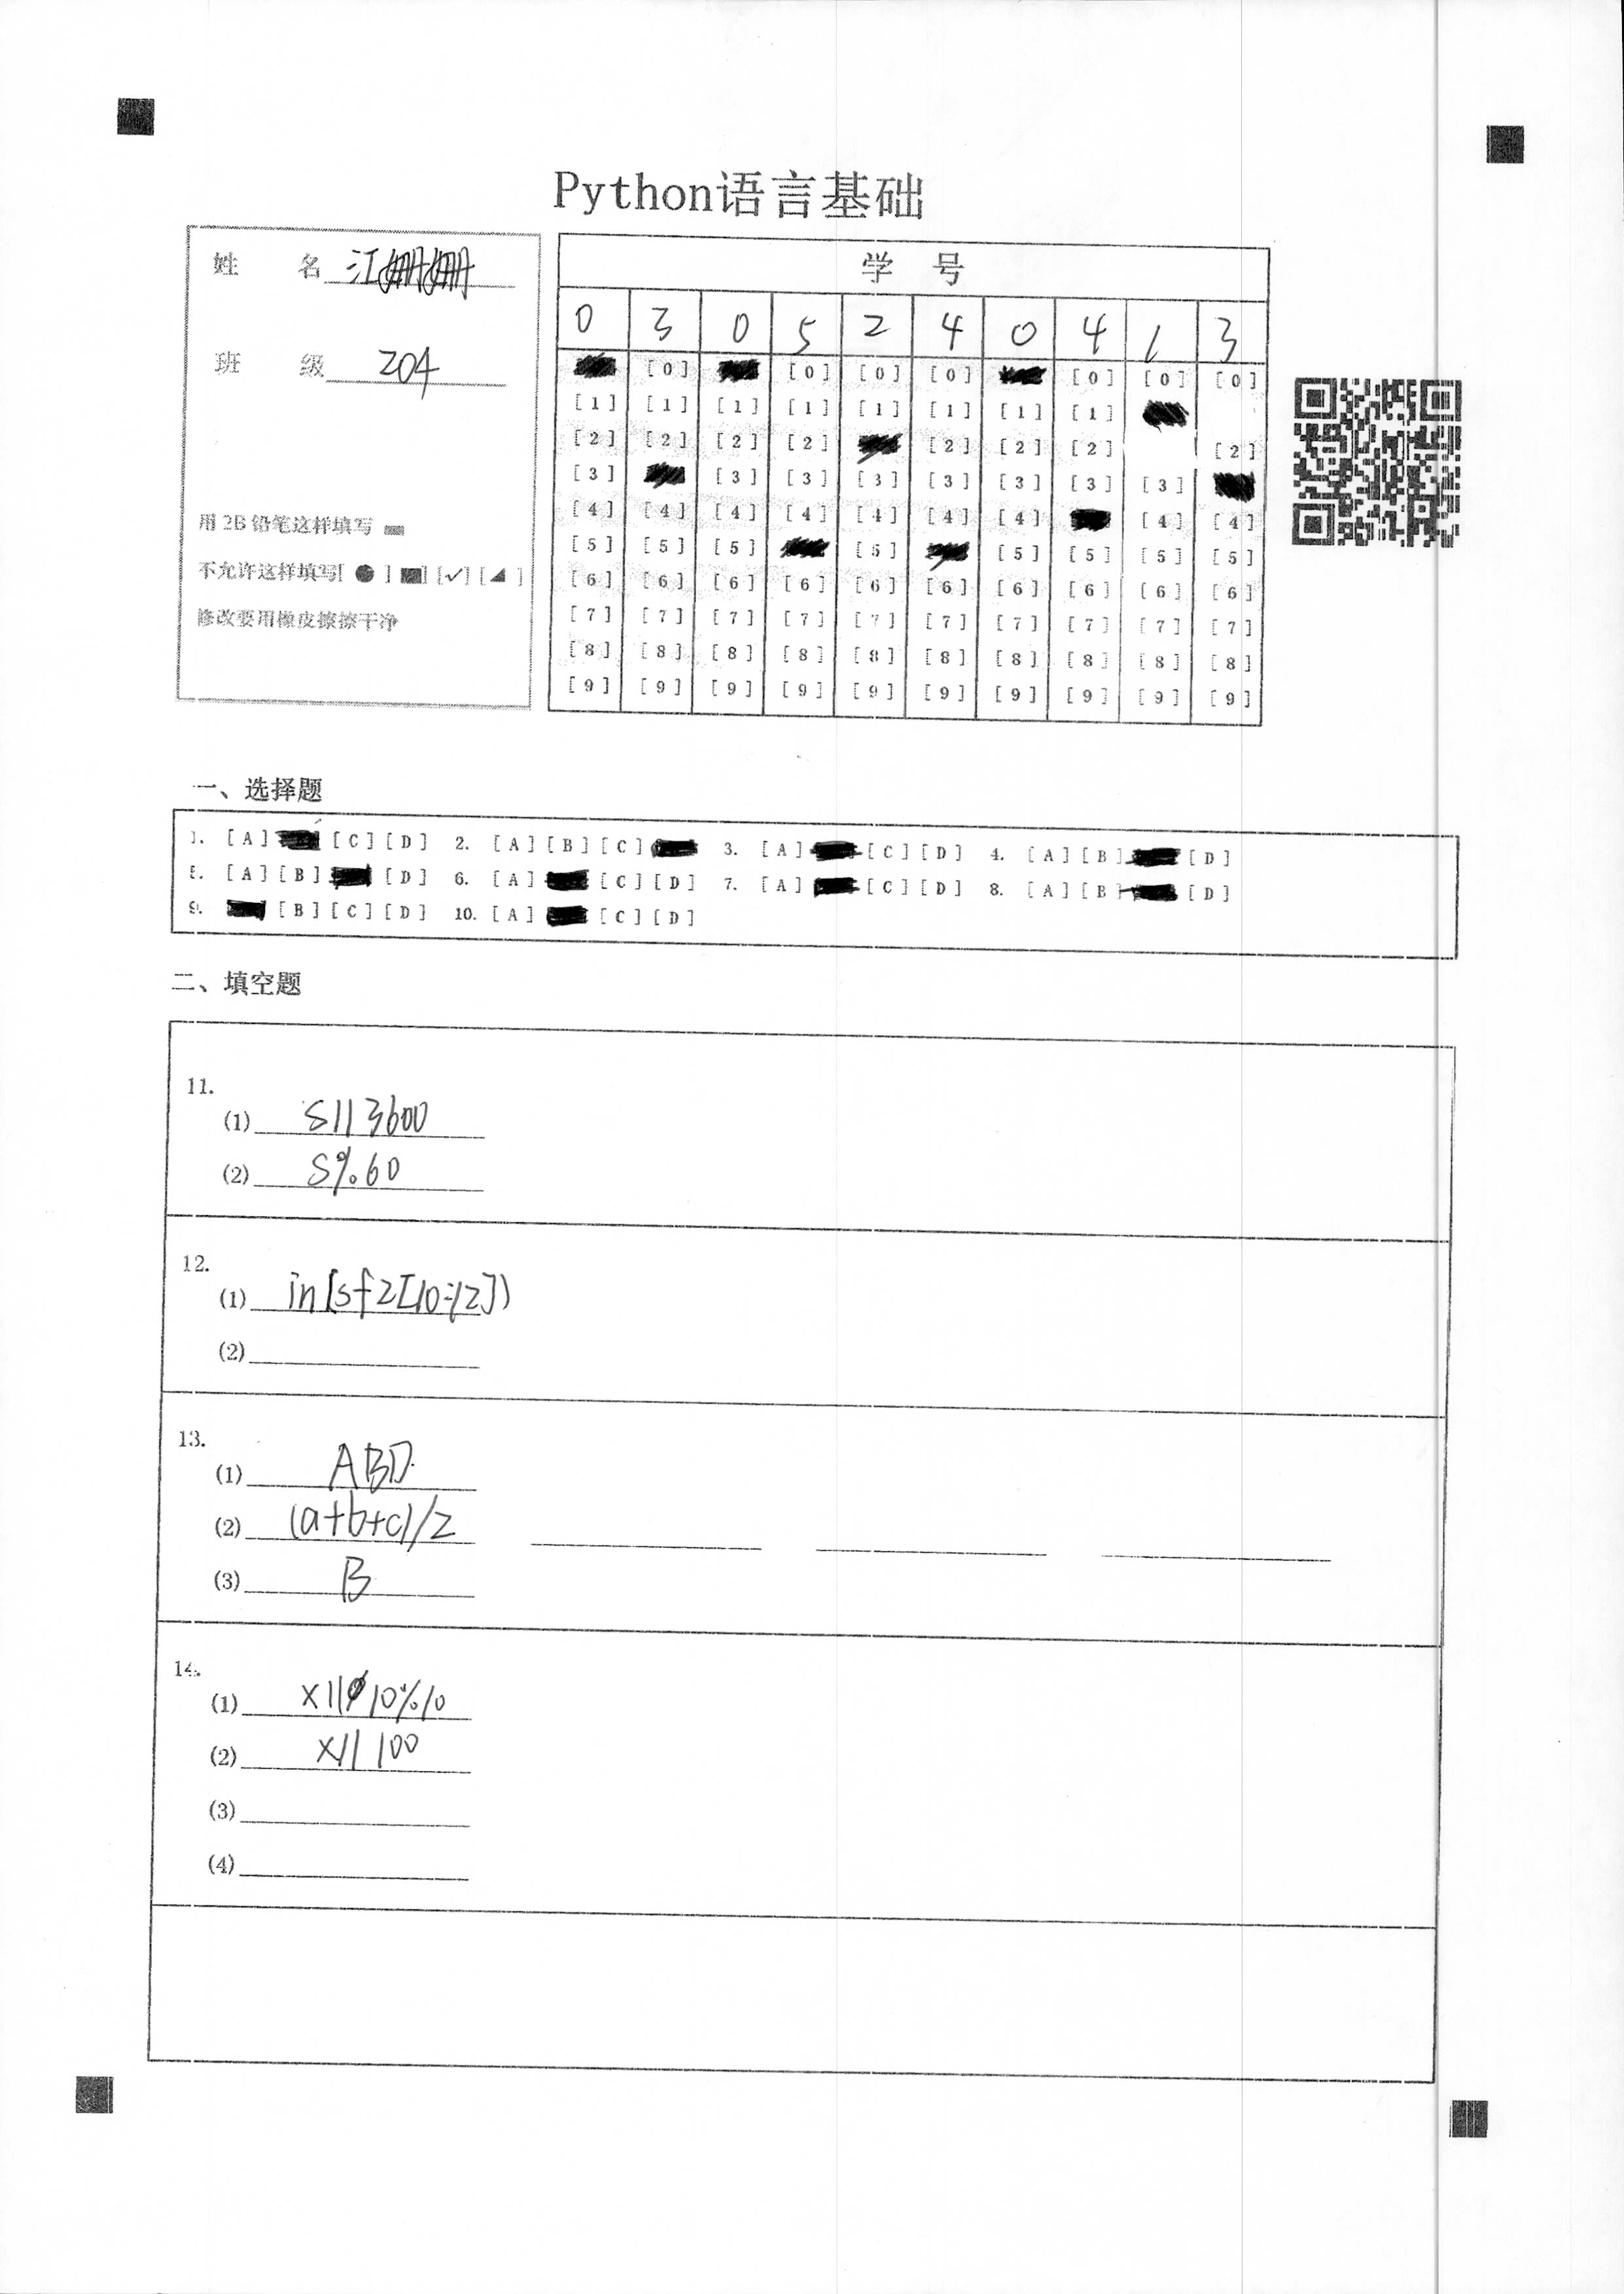 Python语言基础
姓 名 江姗姗
班 级 204
用 2B 铅笔这样填写
不允许这样填写[ ● ] [■] [✓] [◢ ]
修改要用橡皮擦擦干净
学 号
0 3 0 5 2 4 0 4 1 3
[0] [0] [0] [0] [0] [0] [0]
[1] [1] [1] [1] [1] [1] [1] [1]
[2] [2] [2] [2] [2] [2] [2] [2]
[3] [3] [3] [3] [3] [3] [3] [3]
[4] [4] [4] [4] [4] [4] [4] [4] [4]
[5] [5] [5] [5] [5] [5] [5] [5]
[6] [6] [6] [6] [6] [6] [6] [6] [6] [6]
[7] [7] [7] [7] [7] [7] [7] [7] [7] [7]
[8] [8] [8] [8] [8] [8] [8] [8] [8] [8]
[9] [9] [9] [9] [9] [9] [9] [9] [9] [9]
一、选择题
1. [A] [C] [D] 2. [A] [B] [C] 3. [A] [C] [D] 4. [A] [B] [D]
5. [A] [B] [D] 6. [A] [C] [D] 7. [A] [C] [D] 8. [A] [B] [D]
9. [B] [C] [D] 10. [A] [C] [D]
二、填空题
11.
(1) s//3600
(2) s%60
12.
(1) in(sfz[10:12])
(2)
13.
(1) ABD
(2) (a+b+c)/2
(3) B
14.
(1) x//10%10
(2) x//100
(3)
(4)